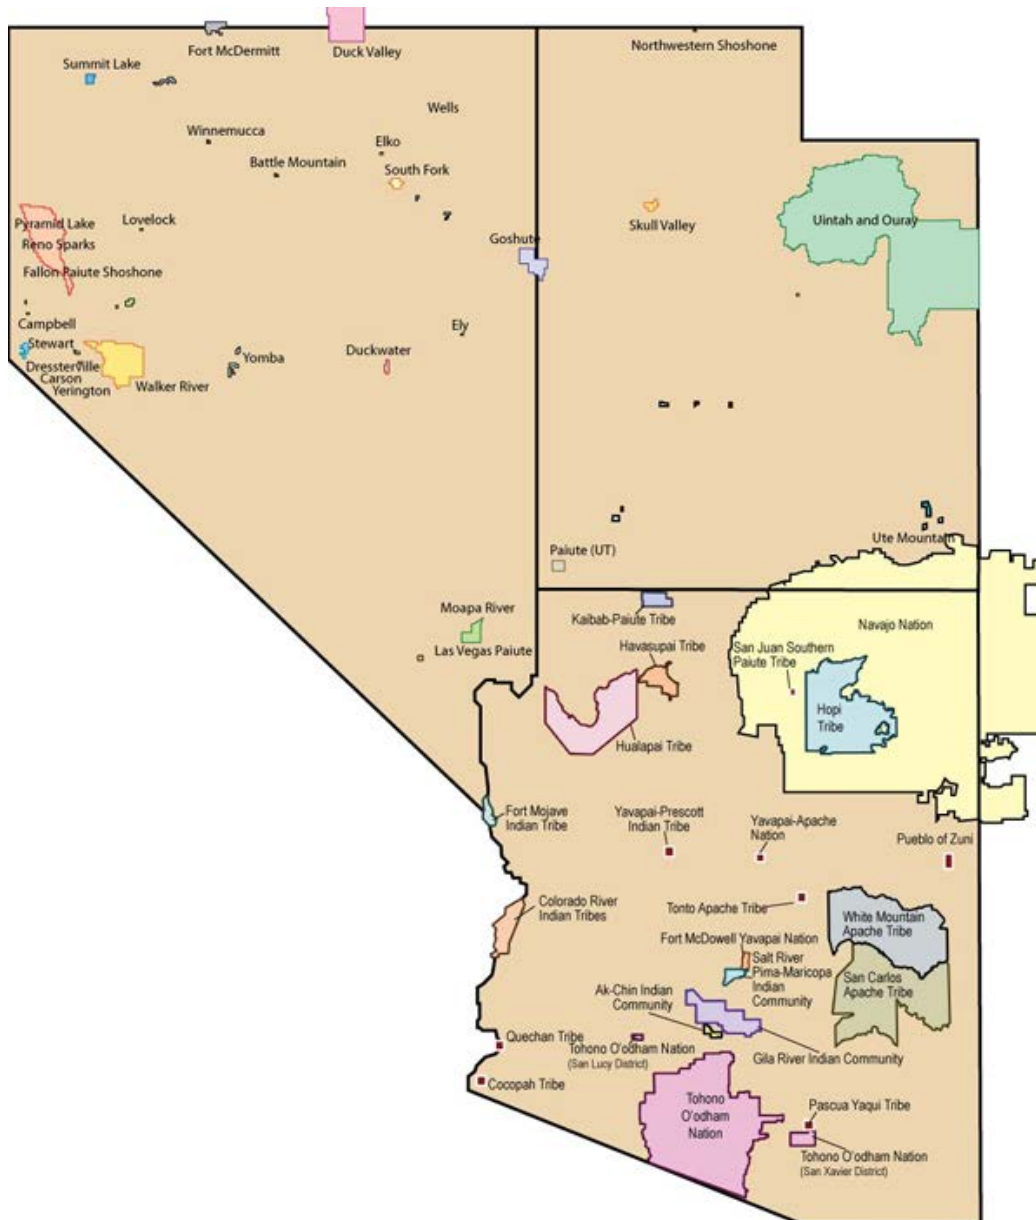 Fort McDermitt
Duck Valley
Northwestern Shoshone
Summit Lake
Wells
Winnemucca
Elko
Battle Mountain
South Fork
Pyramid Lake
Lovelock
Reno Sparks
Skull Valley
Uintah and Ouray
Goshute
Fallon Paiute Shoshone
Campbell
Ely
Stewart
Duckwater
Yomba
Dressterville
Carson
Yerington
Walker River
Ute Mountain
Paiute (UT)
Moapa River
Las Vegas Paiute
Kaibab-Paiute Tribe
Navajo Nation
Havasupai Tribe
San Juan Southern
Paiute Tribe
Hopi
Tribe
Hualapai Tribe
Fort Mojave
Indian Tribe
Yavapai-Prescott
Indian Tribe
Yavapai-Apache
Nation
Pueblo of Zuni
Colorado River
Indian Tribes
Tonto Apache Tribe
White Mountain
Apache Tribe
Fort McDowell Yavapai Nation
Salt River
Pima-Maricopa
Indian
Community
San Carlos
Apache Tribe
Ak-Chin Indian
Community
Quechan Tribe
Tohono O'odham Nation
(San Lucy District)
Gila River Indian Community
Cocopah Tribe
Tohono
O'odham
Nation
Pascua Yaqui Tribe
Tohono O'odham Nation
(San Xavier District)